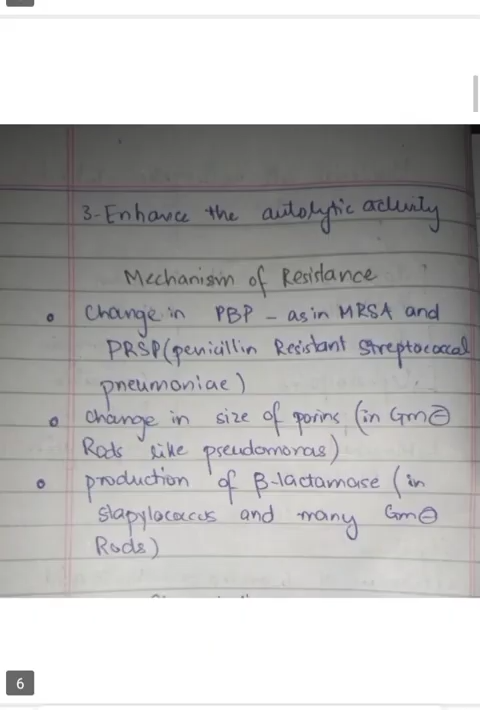 3-Enhance the autolytic activity
Mechanism of Resistance
• change in PBP - as in MRSA and
PRSP (penicillin Resistant streptococcal
pneumoniae)
• change in size of porins (in Gm⊖
Rods like pseudomonas)
• production of β-lactamase (in
stapylococcus and many Gm⊖
Rods)
6